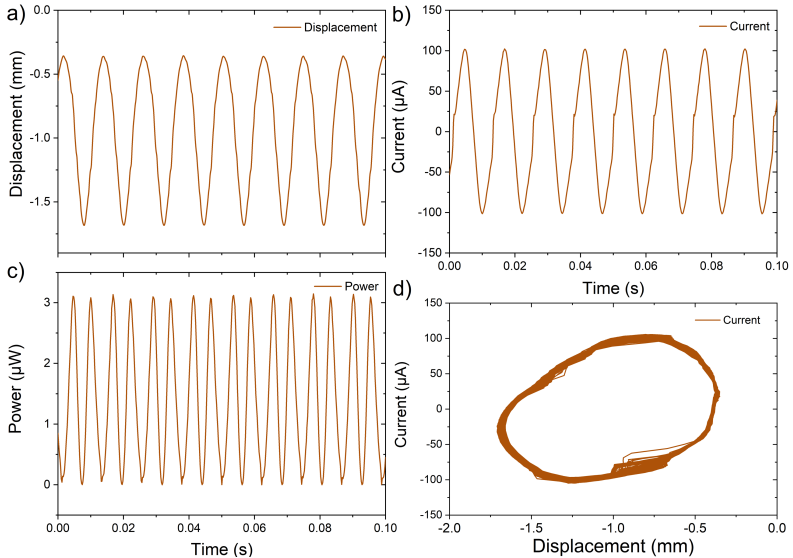 a)
0.0
-0.5
-1.0
-1.5
Displacement (mm)
Displacement
b)
150
100
50
0
-50
-100
-150
Current (µA)
Current
0.00
0.02
0.04
0.06
0.08
0.10
Time (s)
c)
3
2
1
0
Power (µW)
Power
0.00
0.02
0.04
0.06
0.08
0.10
Time (s)
d)
150
100
50
0
-50
-100
-150
Current (µA)
Current
-2.0
-1.5
-1.0
-0.5
0.0
Displacement (mm)